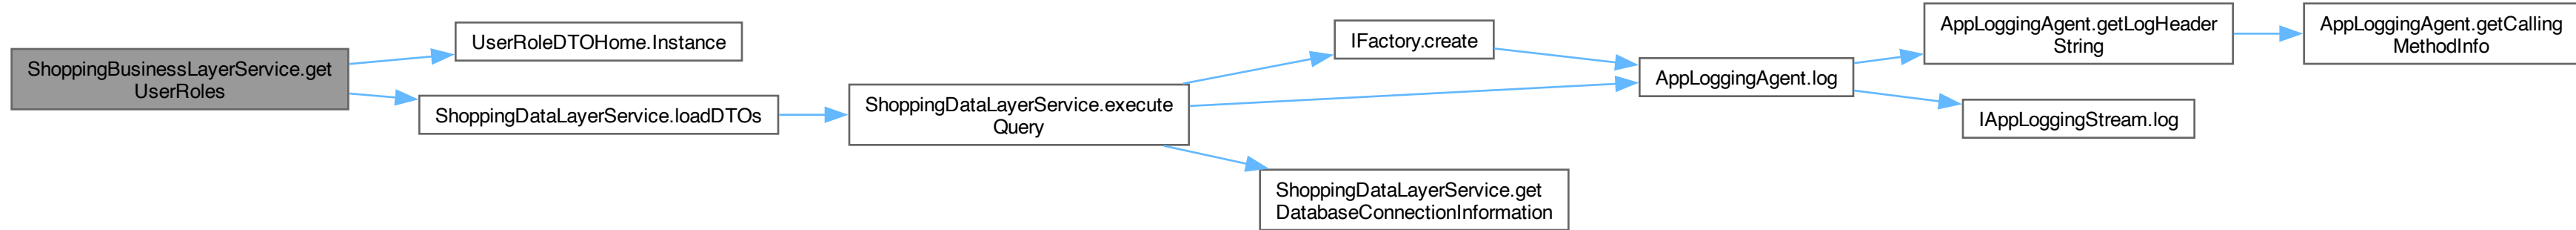 ShoppingBusinessLayerService.get
UserRoles
UserRoleDTOHome.Instance
ShoppingDataLayerService.loadDTOs
ShoppingDataLayerService.execute
Query
IFactory.create
ShoppingDataLayerService.get
DatabaseConnectionInformation
AppLoggingAgent.log
AppLoggingAgent.getLogHeader
String
IAppLoggingStream.log
AppLoggingAgent.getCalling
MethodInfo